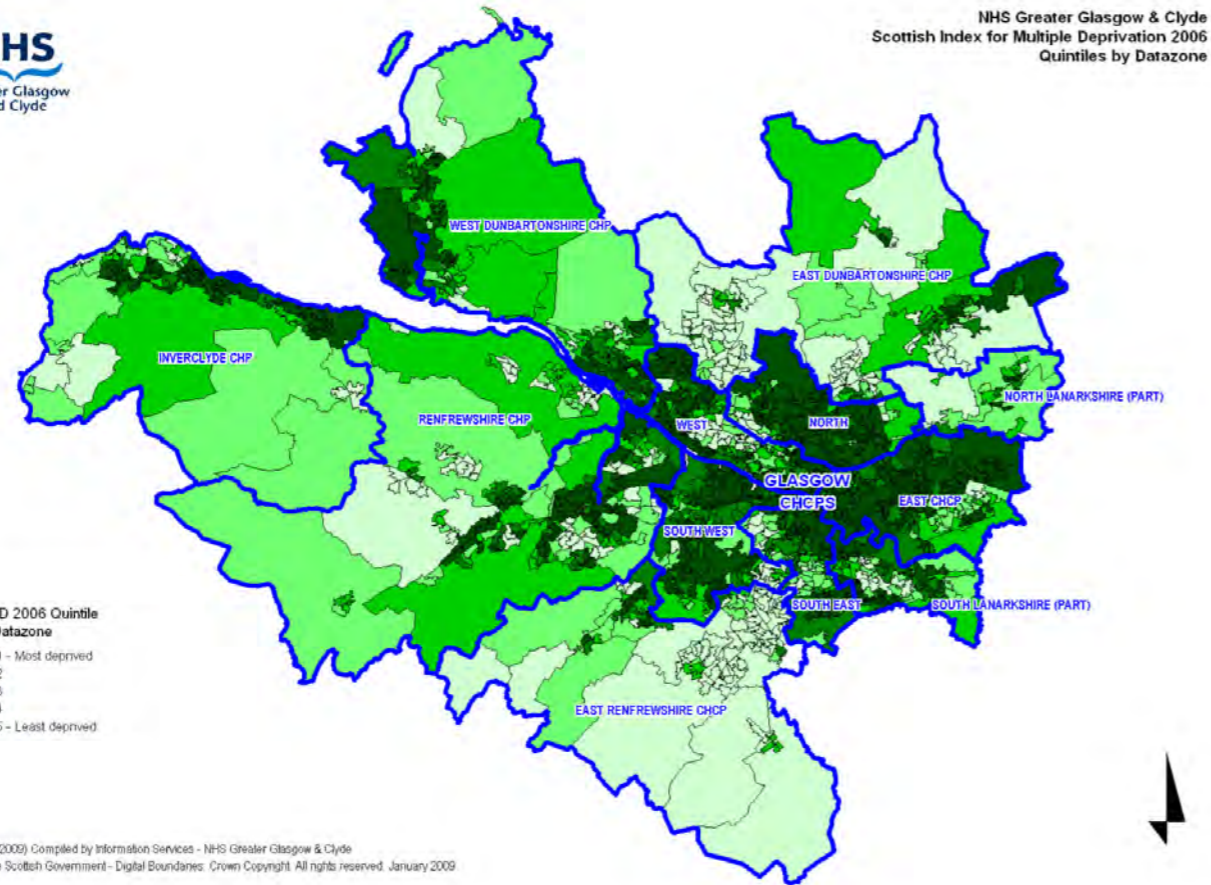 NHS Greater Glasgow & Clyde
Scottish Index for Multiple Deprivation 2006
Quintiles by Datazone
HS
er Glasgow
d Clyde
WEST DUNBARTONSHIRE CHP
EAST DUNBARTONSHIRE CHP
INVERCLYDE CHP
NORTH LANARKSHIRE (PART)
RENFREWSHIRE CHP
WEST
NORTH
GLASGOW
CHCPS
EAST CHCP
SOUTH WEST
SOUTH EAST
SOUTH LANARKSHIRE (PART)
EAST RENFREWSHIRE CHCP
D 2006 Quintile
Datazone
- Most deprived
2
3
- Least deprived
2009) Compiled by Information Services - NHS Greater Glasgow & Clyde
Scottish Government - Digital Boundaries: Crown Copyright. All rights reserved. January 2009